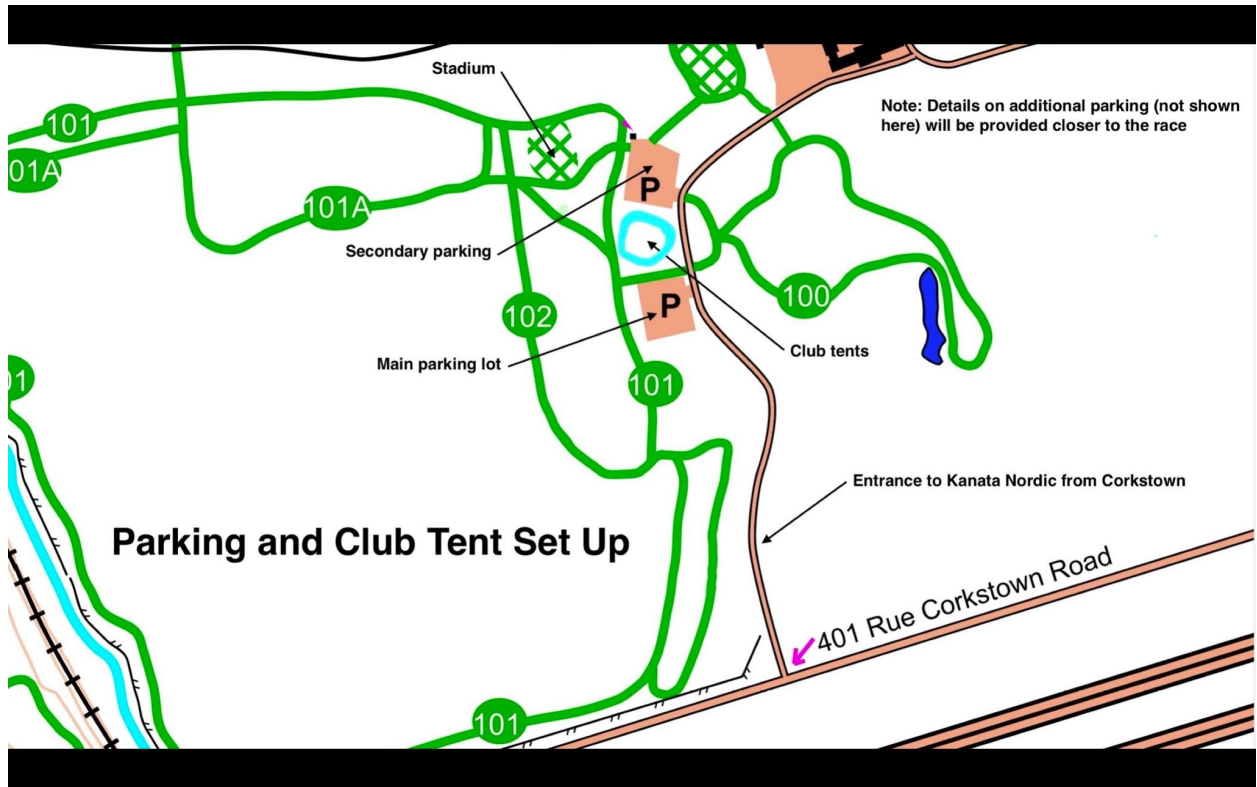 Stadium
Note: Details on additional parking (not shown
here) will be provided closer to the race
101
01A
101A
P
Secondary parking
100
P
102
Club tents
Main parking lot
01
101
Entrance to Kanata Nordic from Corkstown
Parking and Club Tent Set Up
401 Rue Corkstown Road
101